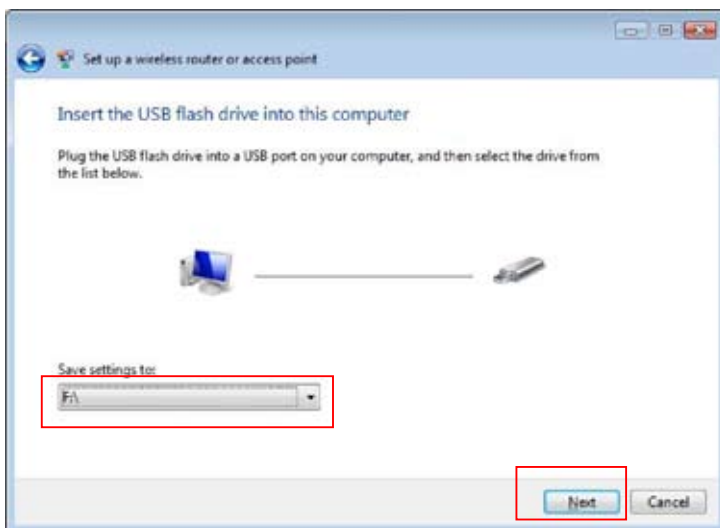 Set up a wireless router or access point
Insert the USB flash drive into this computer
Plug the USB flash drive into a USB port on your computer, and then select the drive from
the list below.
Save settings to:
F:\
Next
Cancel